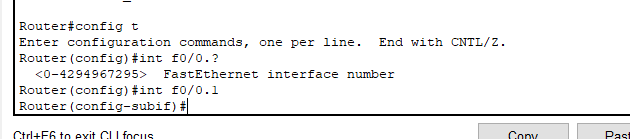 Router#config t
Enter configuration commands, one per line.  End with CNTL/Z.
Router(config)#int f0/0.?
  <0-4294967295>  FastEthernet interface number
Router(config)#int f0/0.1
Router(config-subif)#
Ctrl+F6 to exit CLI focus
Copy